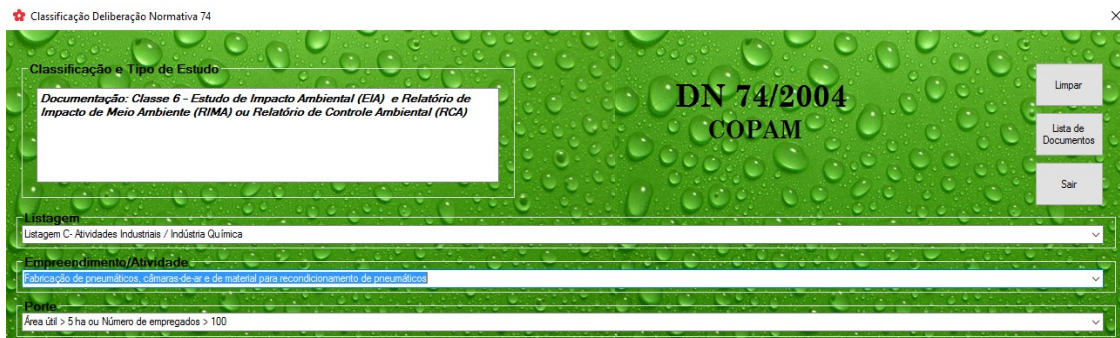 Classificação Deliberação Normativa 74
Classificação e Tipo de Estudo
Documentação: Classe 6 – Estudo de Impacto Ambiental (EIA) e Relatório de
Impacto de Meio Ambiente (RIMA) ou Relatório de Controle Ambiental (RCA)
DN 74/2004
COPAM
Limpar
Lista de
Documentos
Sair
Listagem
Listagem C- Atividades Industriais / Indústria Química
Empreendimento/Atividade
Fabricação de pneumáticos, câmaras-de-ar e de material para recondicionamento de pneumáticos
Porte
Área útil > 5 ha ou Número de empregados > 100